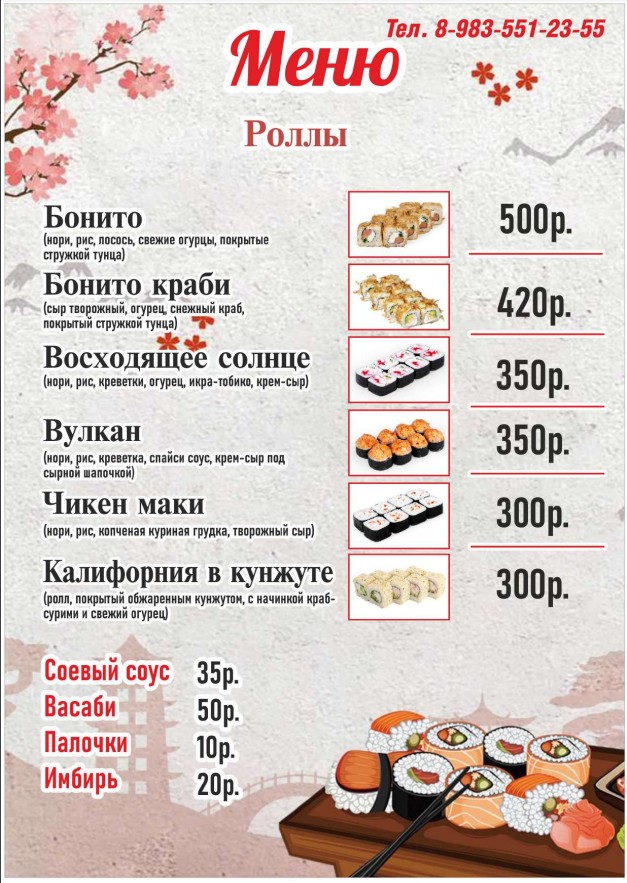 Тел. 8-983-551-23-55
Меню
Роллы
Бонито
(нори, рис, лосось, свежие огурцы, покрытые
стружкой тунца)
500р.
Бонито краби
(сыр творожный, огурец, снежный краб,
покрытый стружкой тунца)
420р.
Восходящее солнце
(нори, рис, креветки, огурец, икра-тобико, крем-сыр)
350р.
Вулкан
(нори, рис, креветка, спайси соус, крем-сыр под
сырной шапочкой)
350р.
Чикен маки
(нори, рис, копченая куриная грудка, творожный сыр)
300р.
Калифорния в кунжуте
(ролл, покрытый обжаренным кунжутом, с начинкой краб-
сурими и свежий огурец)
300р.
Соевый соус 35р.
Васаби 50р.
Палочки 10р.
Имбирь 20р.